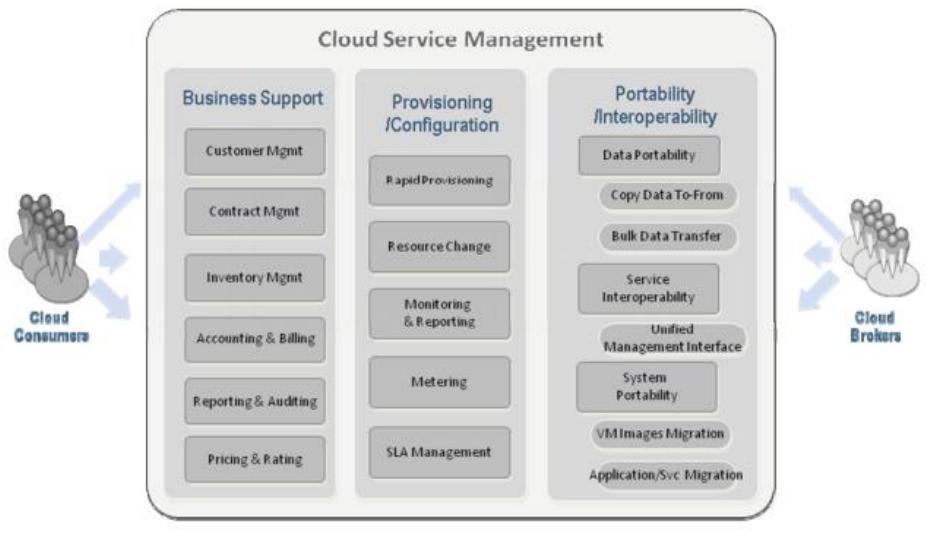 Cloud Service Management
Business Support
Customer Mgmt
Contract Mgmt
Inventory Mgmt
Accounting & Billing
Reporting & Auditing
Pricing & Rating
Provisioning
/Configuration
Rapid Provisioning
Resource Change
Monitoring
& Reporting
Metering
SLA Management
Portability
/Interoperability
Data Portability
Copy Data To-From
Bulk Data Transfer
Service
Interoperability
Unified
Management Interface
System
Portability
VM Images Migration
Application/Svc Migration
Cloud
Consumers
Cloud
Brokers